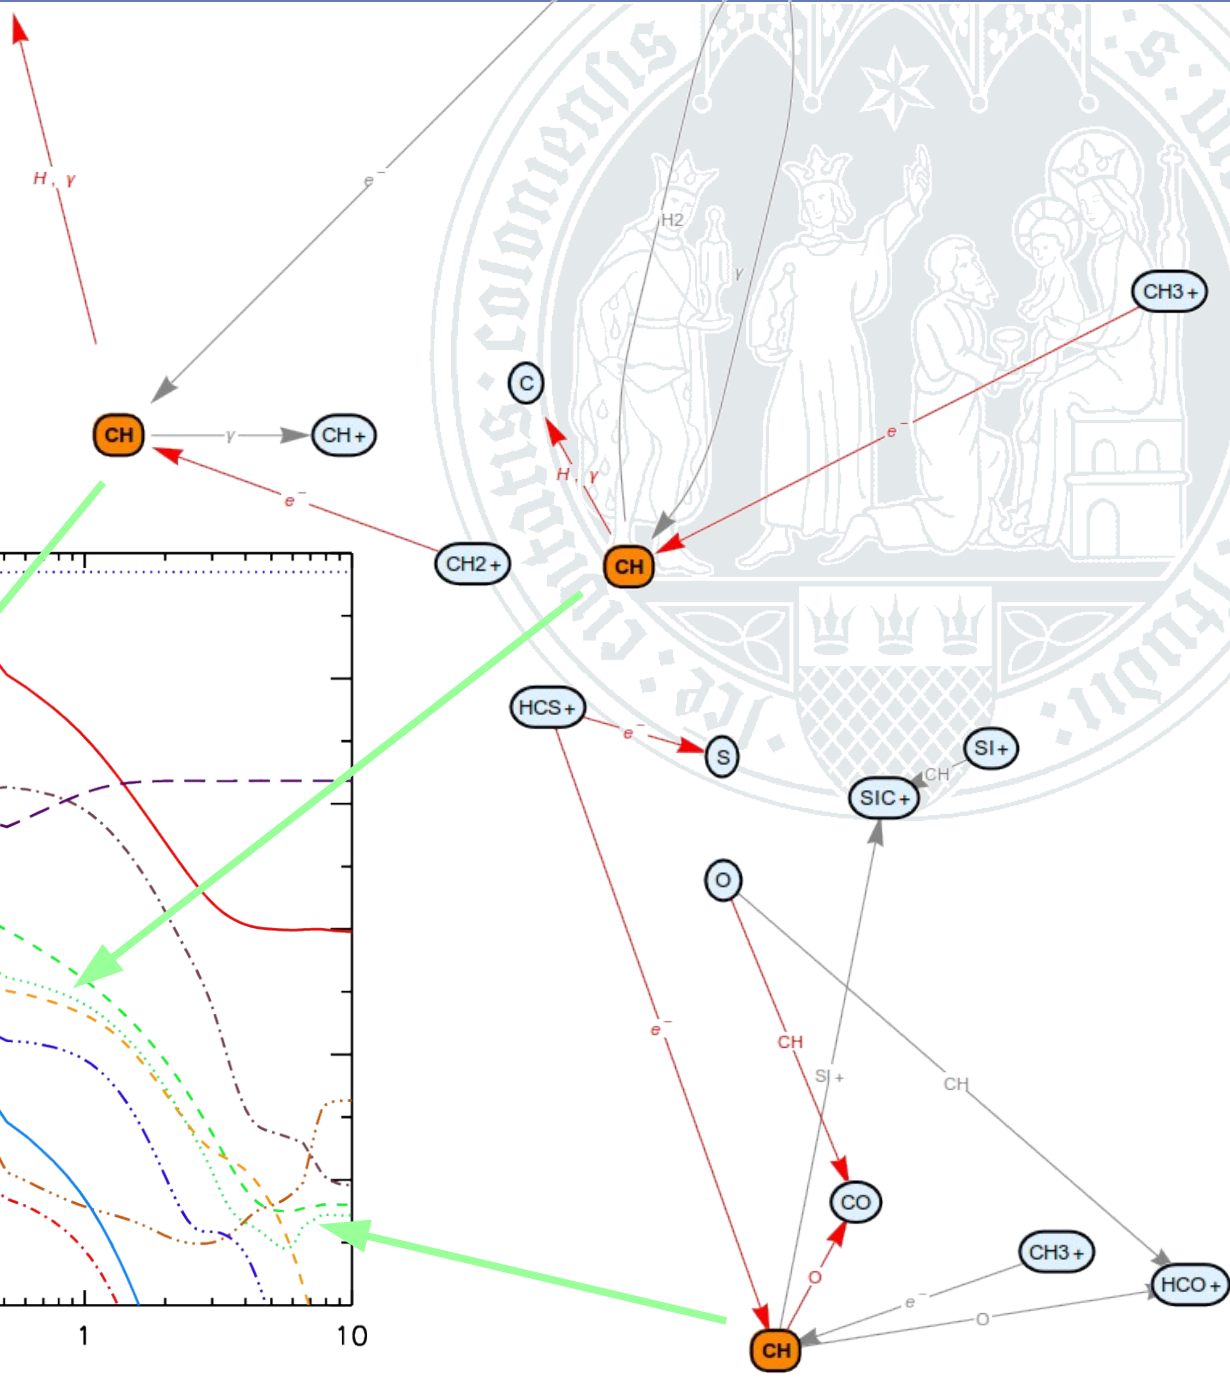 H, γ
e⁻
H2
γ
CH3+
C
e⁻
CH
γ
CH+
H, γ
e⁻
CH2+
CH
HCS+
e⁻
S
SI+
CH
SIC+
O
e⁻
CH
SI+
CH
CO
CH3+
O
HCO+
e⁻
O
1
10
CH